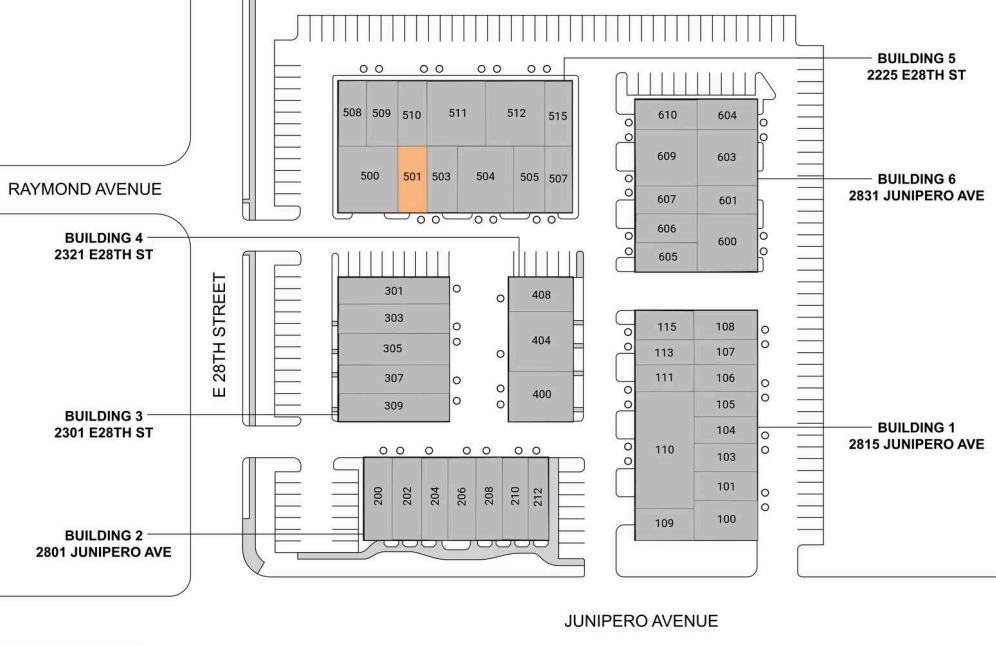 BUILDING 5
2225 E28TH ST
508 509 510 511 512 515
500 501 503 504 505 507
610 604
609 603
607 601
606
600
605
BUILDING 6
2831 JUNIPERO AVE
RAYMOND AVENUE
BUILDING 4
2321 E28TH ST
E 28TH STREET
301
303
305
307
309
408
404
400
115 108
113 107
111 106
105
104
110
103
101
109 100
BUILDING 3
2301 E28TH ST
BUILDING 1
2815 JUNIPERO AVE
200 202 204 206 208 210 212
BUILDING 2
2801 JUNIPERO AVE
JUNIPERO AVENUE